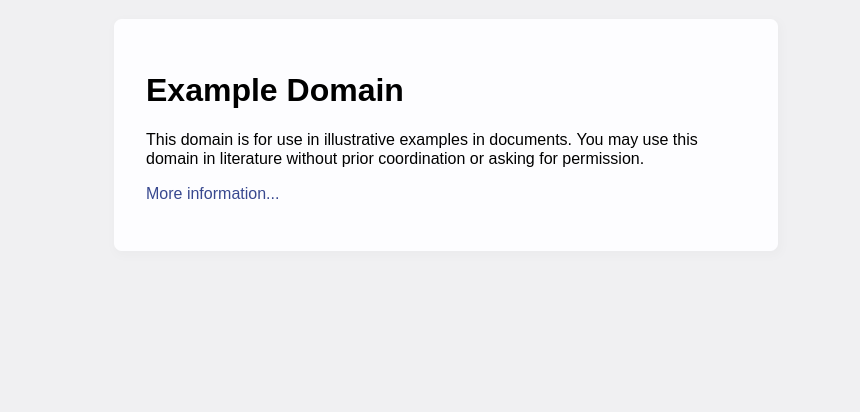 Example Domain
This domain is for use in illustrative examples in documents. You may use this
domain in literature without prior coordination or asking for permission.
More information...